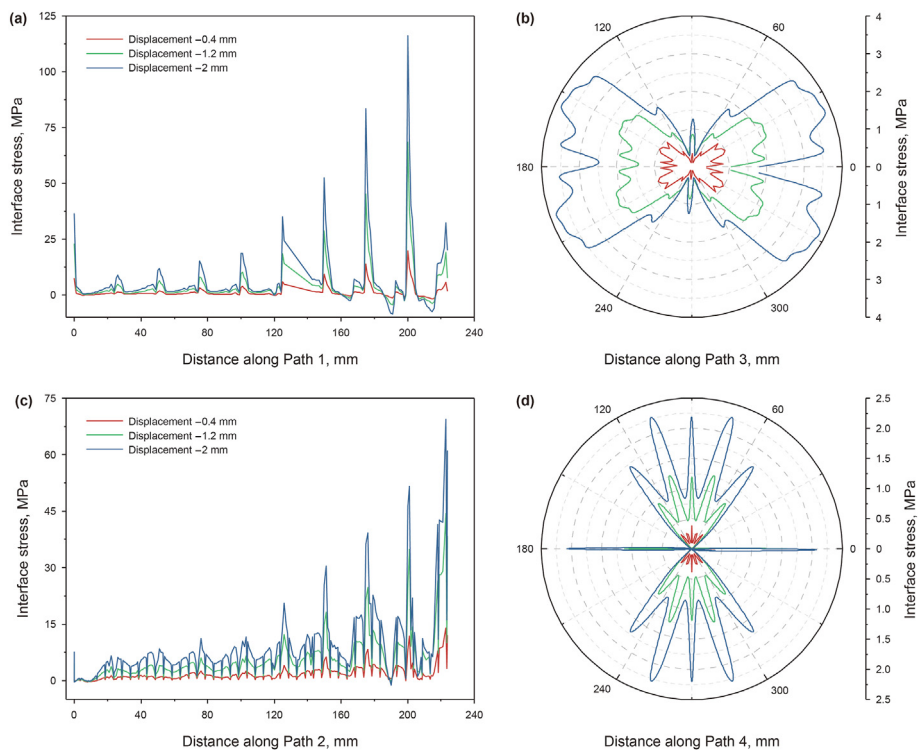 (a)
125
100
75
50
25
0
Interface stress, MPa
Displacement –0.4 mm
Displacement –1.2 mm
Displacement –2 mm
0 40 80 120 160 200 240
Distance along Path 1, mm
(b)
120 60
180
240 300
4
3
2
1
0
1
2
3
4
Interface stress, MPa
Distance along Path 3, mm
(c)
75
60
45
30
15
0
Interface stress, MPa
Displacement –0.4 mm
Displacement –1.2 mm
Displacement –2 mm
0 40 80 120 160 200 240
Distance along Path 2, mm
(d)
120 60
180
240 300
2.5
2.0
1.5
1.0
0.5
0
0.5
1.0
1.5
2.0
2.5
Interface stress, MPa
Distance along Path 4, mm